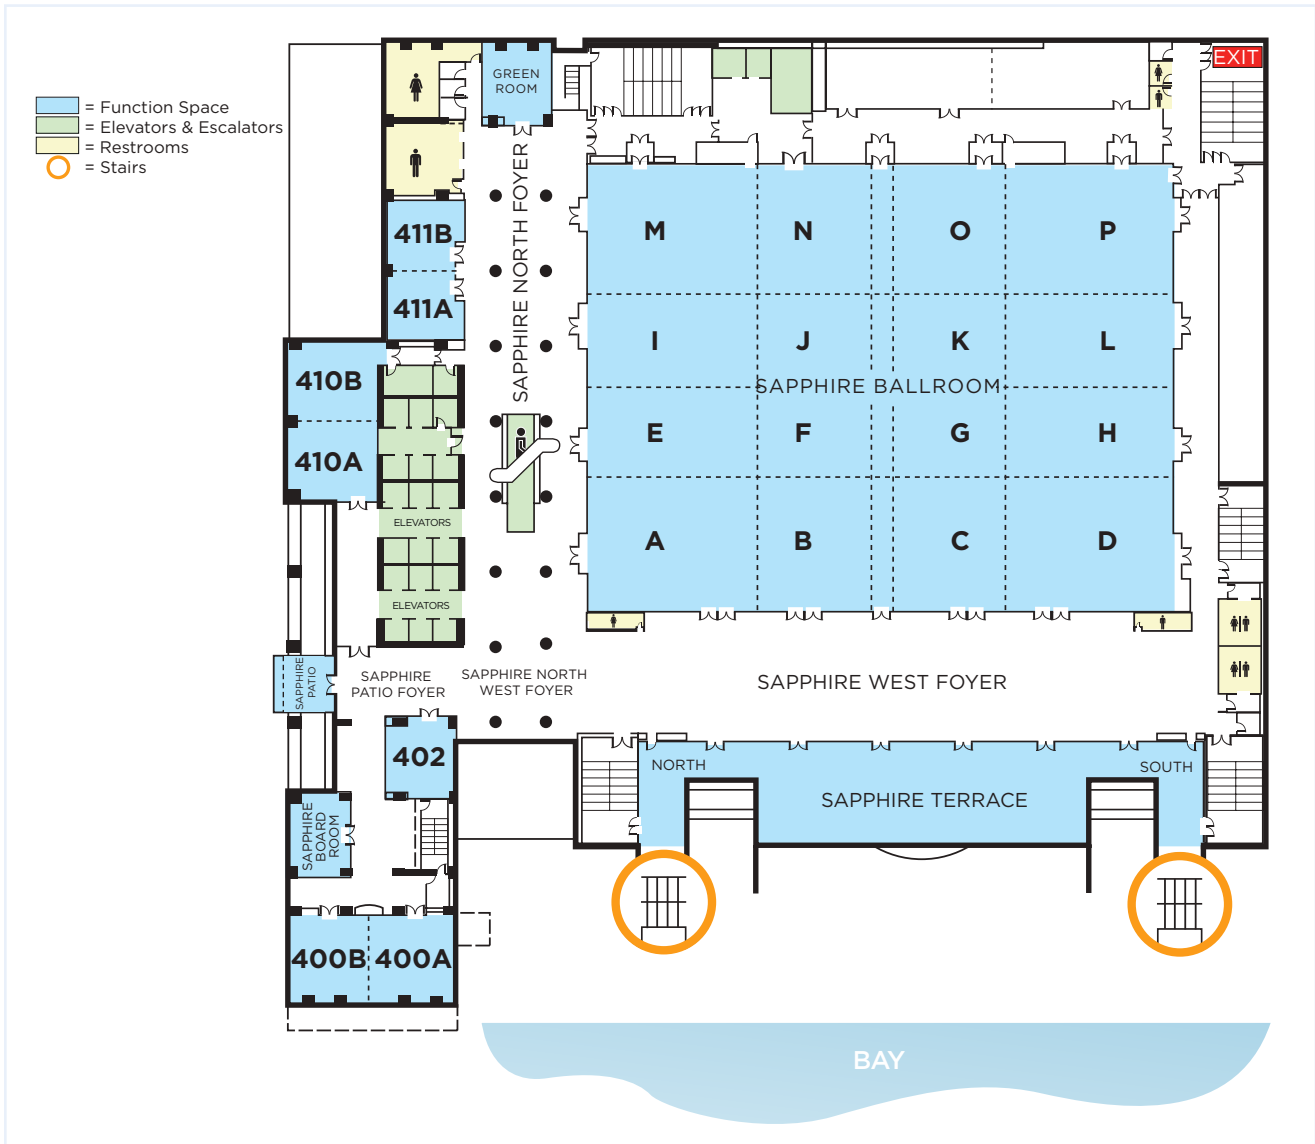 = Function Space
= Elevators & Escalators
= Restrooms
= Stairs
GREEN
ROOM
EXIT
SAPPHIRE NORTH FOYER
411B
411A
410B
410A
ELEVATORS
ELEVATORS
M
N
O
P
I
J
K
L
SAPPHIRE BALLROOM
E
F
G
H
A
B
C
D
SAPPHIRE
PATIO
SAPPHIRE
PATIO FOYER
SAPPHIRE NORTH
WEST FOYER
SAPPHIRE WEST FOYER
402
NORTH
SOUTH
SAPPHIRE TERRACE
SAPPHIRE
BOARD
ROOM
400B
400A
BAY